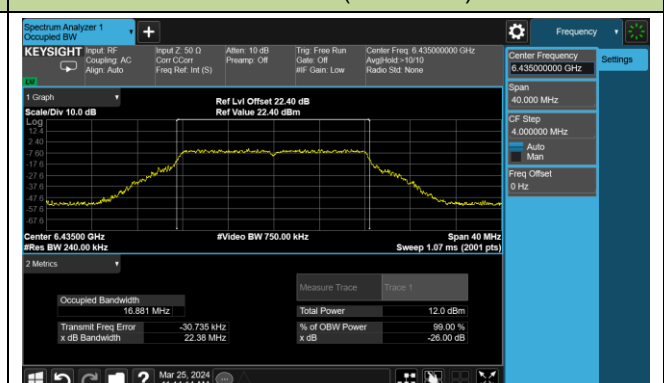 Spectrum Analyzer 1
Occupied BW
Frequency
KEYSIGHT Input: RF
Coupling: AC
Align: Auto
Input Z: 50 Ω
Corr CCorr
Freq Ref: Int (S)
Atten: 10 dB
Preamp: Off
Trig: Free Run
Gate: Off
#IF Gain: Low
Center Freq: 6.435000000 GHz
Avg|Hold:>10/10
Radio Std: None
Center Frequency
6.435000000 GHz
Settings
Span
40.000 MHz
CF Step
4.000000 MHz
Auto
Man
Freq Offset
0 Hz
1 Graph
Scale/Div 10.0 dB
Ref Lvl Offset 22.40 dB
Ref Value 22.40 dBm
Log
12.4
2.40
-7.60
-17.6
-27.6
-37.6
-47.6
-57.6
-67.6
Center 6.43500 GHz
#Video BW 750.00 kHz
Span 40 MHz
#Res BW 240.00 kHz
Sweep 1.07 ms (2001 pts)
2 Metrics
Measure Trace
Trace 1
Occupied Bandwidth
16.881 MHz
Total Power
12.0 dBm
Transmit Freq Error
-30.735 kHz
% of OBW Power
99.00 %
x dB Bandwidth
22.38 MHz
x dB
-26.00 dB
?
Mar 25, 2024